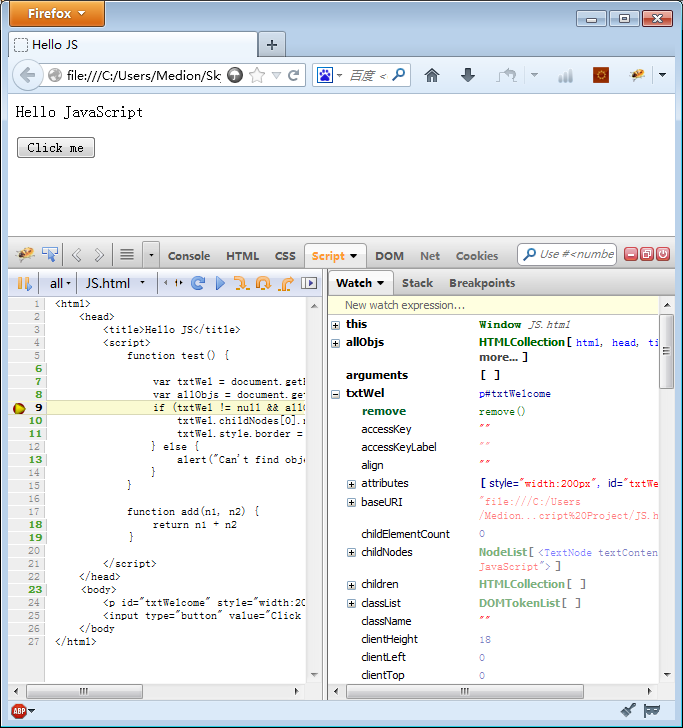 Firefox
Hello JS
file:///C:/Users/Medion/Sk
百度 <
Hello JavaScript
Click me
Console HTML CSS Script DOM Net Cookies
Use #<numbe
all JS.html
Watch Stack Breakpoints
New watch expression...
1 <html>
2 <head>
3 <title>Hello JS</title>
4 <script>
5 function test() {
6
7 var txtWel = document.getE
8 var allObjs = document.get
9 if (txtWel != null && allO
10 txtWel.childNodes[0].n
11 txtWel.style.border =
12 } else {
13 alert("Can't find obje
14 }
15 }
16
17 function add(n1, n2) {
18 return n1 + n2
19 }
20
21 </script>
22 </head>
23 <body>
24 <p id="txtWelcome" style="width:20
25 <input type="button" value="Click
26 </body
27 </html>
this Window JS.html
allObjs HTMLCollection[ html, head, ti
more... ]
arguments [ ]
txtWel p#txtWelcome
remove remove()
accessKey ""
accessKeyLabel ""
align ""
attributes [ style="width:200px", id="txtWe
baseURI "file:///C:/Users
/Medion...cript%20Project/JS.h
childElementCount 0
childNodes NodeList[ <TextNode textConten
JavaScript"> ]
children HTMLCollection[ ]
classList DOMTokenList[ ]
className ""
clientHeight 18
clientLeft 0
clientTop 0
ABP